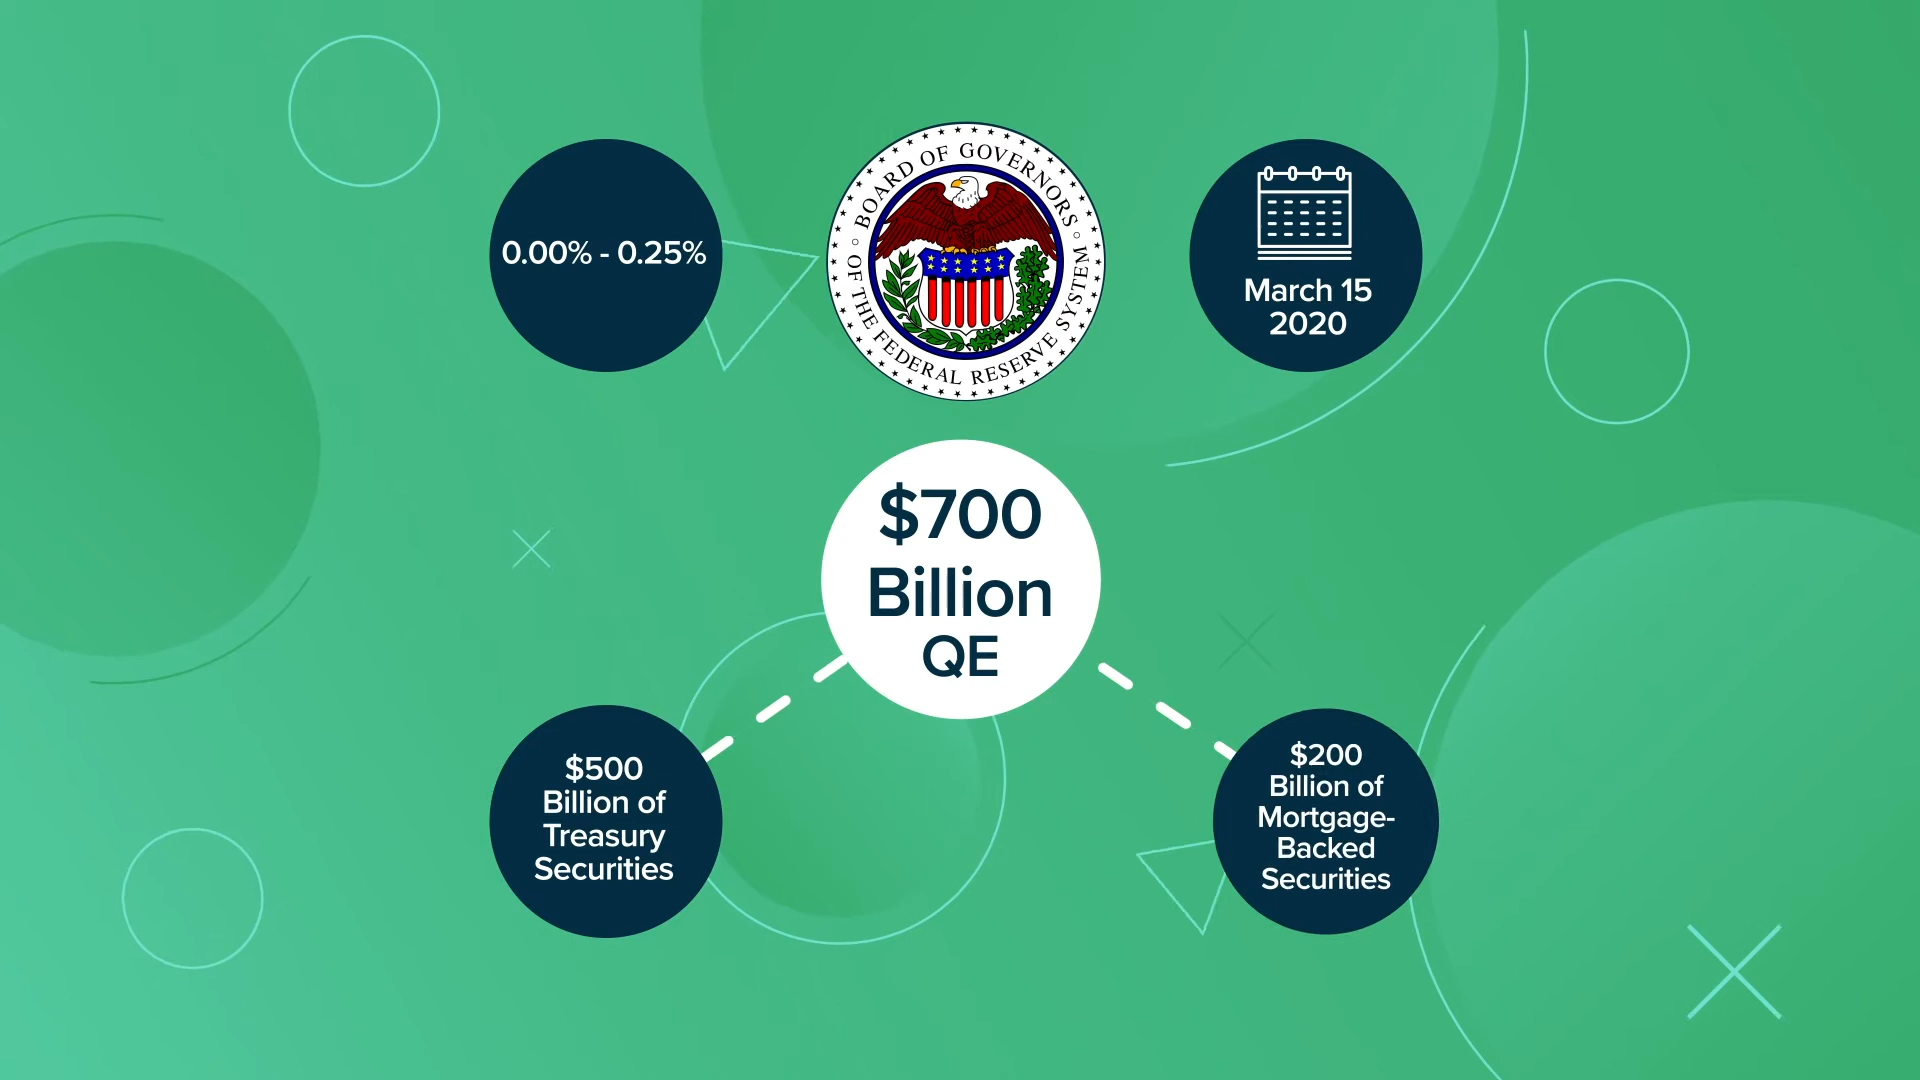 0.00% - 0.25%
BOARD OF GOVERNORS
OF THE FEDERAL RESERVE SYSTEM
March 15
2020
$700
Billion
QE
$500
Billion of
Treasury
Securities
$200
Billion of
Mortgage-
Backed
Securities